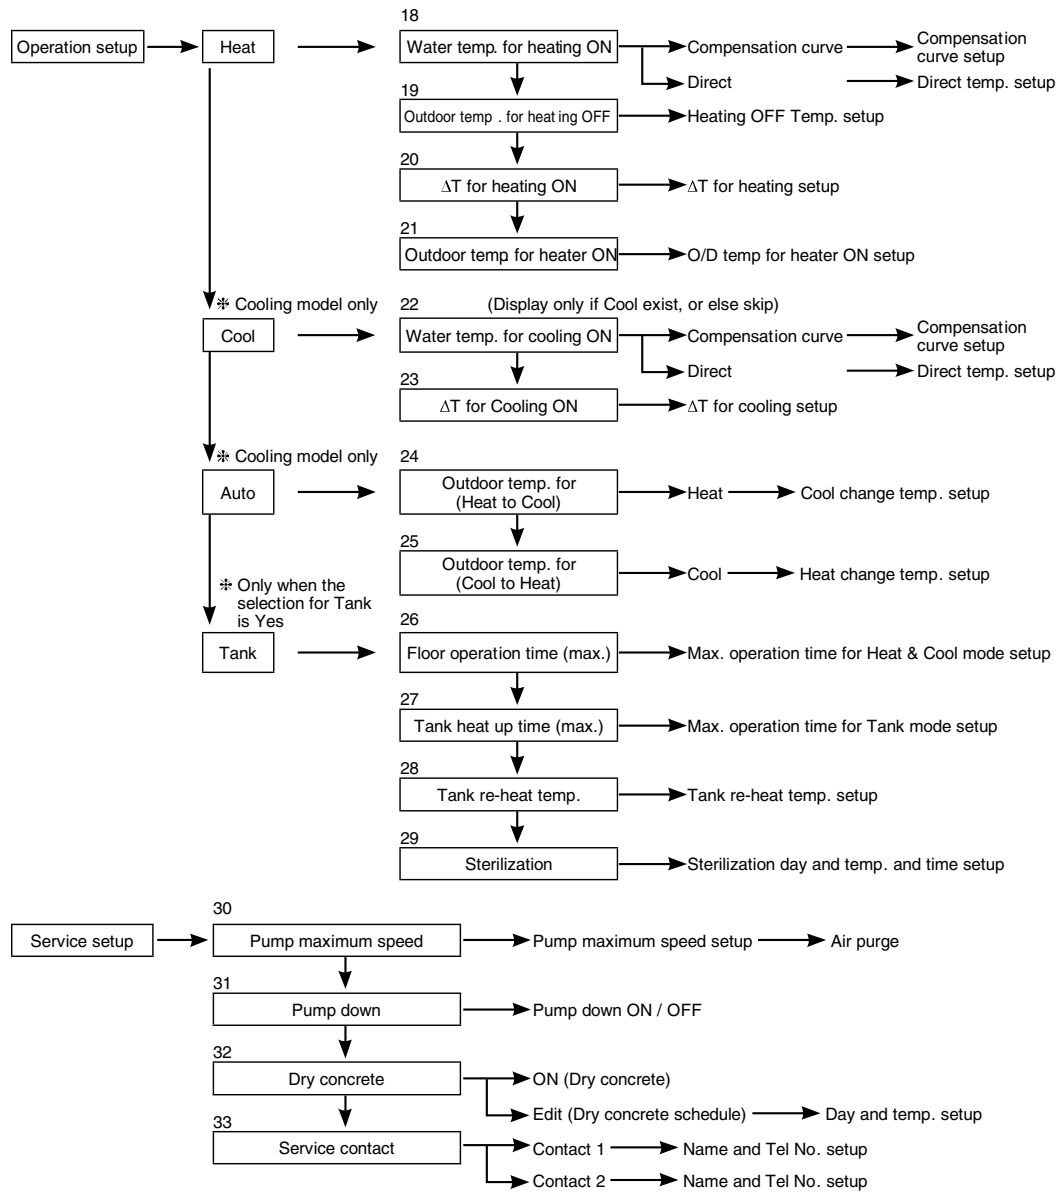 18
Operation setup
Heat
Water temp. for heating ON
Compensation curve
Compensation
curve setup
Direct
Direct temp. setup
19
Outdoor temp . for heating OFF
Heating OFF Temp. setup
20
ΔT for heating ON
ΔT for heating setup
21
Outdoor temp. for heater ON
O/D temp for heater ON setup
❉ Cooling model only
22
(Display only if Cool exist, or else skip)
Cool
Water temp. for cooling ON
Compensation curve
Compensation
curve setup
Direct
Direct temp. setup
23
ΔT for Cooling ON
ΔT for cooling setup
❉ Cooling model only
24
Auto
Outdoor temp. for
(Heat to Cool)
Heat
Cool change temp. setup
25
Outdoor temp. for
(Cool to Heat)
Cool
Heat change temp. setup
❉ Only when the
selection for Tank
is Yes
26
Tank
Floor operation time (max.)
Max. operation time for Heat & Cool mode setup
27
Tank heat up time (max.)
Max. operation time for Tank mode setup
28
Tank re-heat temp.
Tank re-heat temp. setup
29
Sterilization
Sterilization day and temp. and time setup
30
Service setup
Pump maximum speed
Pump maximum speed setup
Air purge
31
Pump down
Pump down ON / OFF
32
Dry concrete
ON (Dry concrete)
Edit (Dry concrete schedule)
Day and temp. setup
33
Service contact
Contact 1
Name and Tel No. setup
Contact 2
Name and Tel No. setup